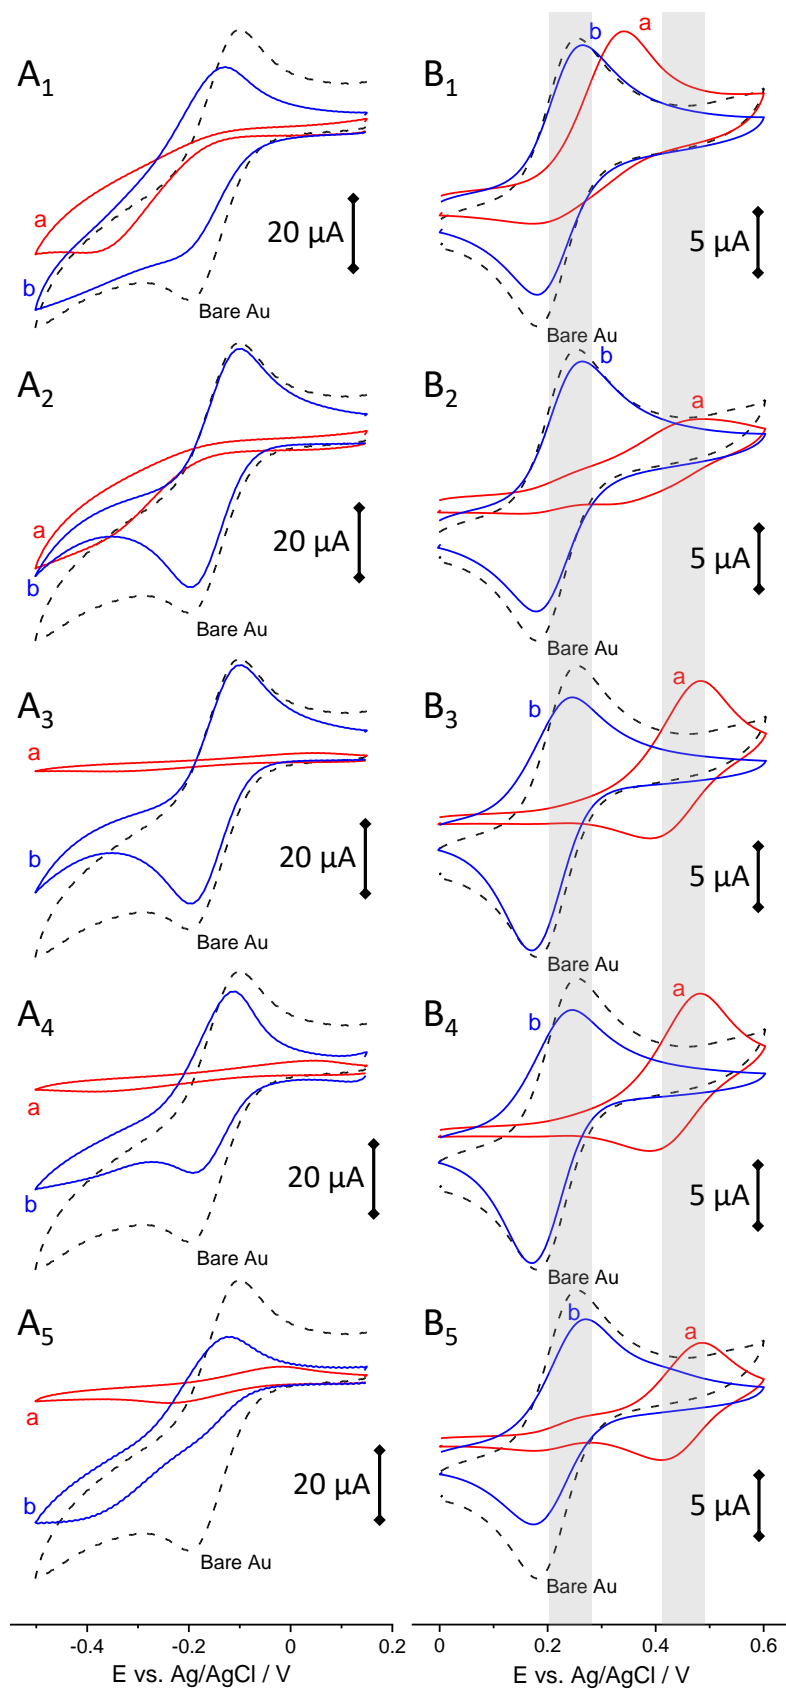 A1
B1
a
b
20 µA
Bare Au
b
a
5 µA
Bare Au
A2
B2
a
b
20 µA
Bare Au
b
a
5 µA
Bare Au
A3
B3
a
b
20 µA
Bare Au
b
a
5 µA
Bare Au
A4
B4
a
b
20 µA
Bare Au
b
a
5 µA
Bare Au
A5
B5
a
b
20 µA
Bare Au
b
a
5 µA
Bare Au
-0.4 -0.2 0 0.2
E vs. Ag/AgCl / V
0 0.2 0.4 0.6
E vs. Ag/AgCl / V